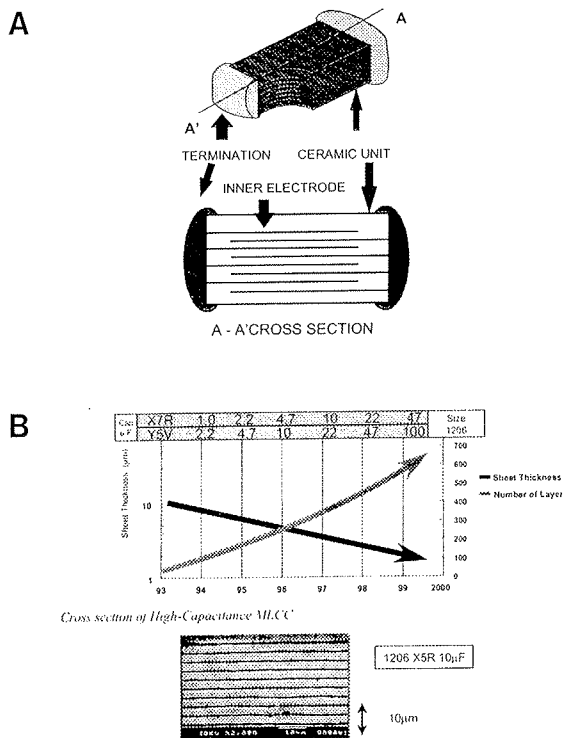 A
A
A'
TERMINATION CERAMIC UNIT
INNER ELECTRODE
A - A'CROSS SECTION
B
Cap X7R 1.0 2.2 4.7 10 22 47 Size
μF Y5V 2.2 4.7 10 22 47 100 1206
Sheet Thickness (μm)
10
1
700
600
500
400
300
200
100
0
Sheet Thickness
Number of Layer
93 94 95 96 97 98 99 2000
Cross section of High-Capacitance MLCC
1206 X5R 10μF
10μm